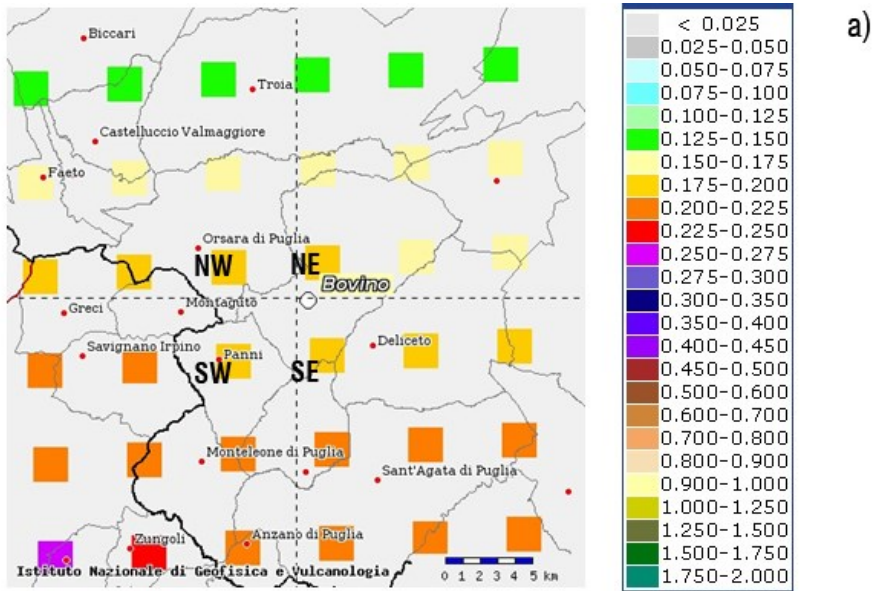 Biccari
Troia
Castelluccio Valmaggiore
Faeto
Orsara di Puglia
NW
NE
Bovino
Greci
Montaguto
Savignano Irpino
Panni
Deliceto
SW
SE
Monteleone di Puglia
Sant'Agata di Puglia
Zungoli
Anzano di Puglia
Istituto Nazionale di Geofisica e Vulcanologia
0 1 2 3 4 5 km
< 0.025
0.025-0.050
0.050-0.075
0.075-0.100
0.100-0.125
0.125-0.150
0.150-0.175
0.175-0.200
0.200-0.225
0.225-0.250
0.250-0.275
0.275-0.300
0.300-0.350
0.350-0.400
0.400-0.450
0.450-0.500
0.500-0.600
0.600-0.700
0.700-0.800
0.800-0.900
0.900-1.000
1.000-1.250
1.250-1.500
1.500-1.750
1.750-2.000
a)